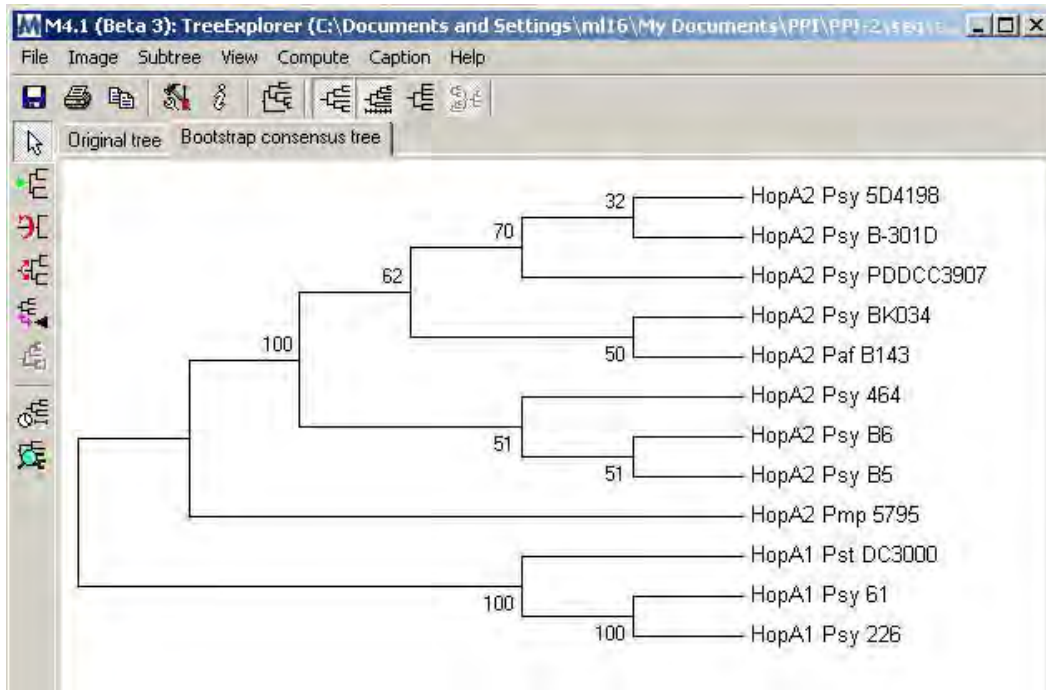 M4.1 (Beta 3): TreeExplorer (C:\Documents and Settings\ml16\My Documents\PPI\PPI-2\seq\
File Image Subtree View Compute Caption Help
Original tree Bootstrap consensus tree
32
HopA2 Psy 5D4198
70
HopA2 Psy B-301D
62
HopA2 Psy PDDCC3907
HopA2 Psy BK034
100
50
HopA2 Paf B143
HopA2 Psy 464
51
HopA2 Psy B6
51
HopA2 Psy B5
HopA2 Pmp 5795
HopA1 Pst DC3000
100
HopA1 Psy 61
100
HopA1 Psy 226